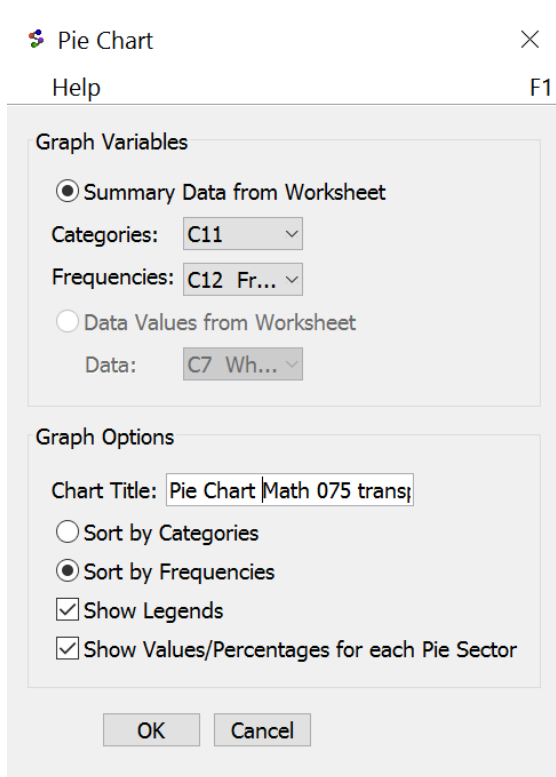 Pie Chart
Help F1
Graph Variables
Summary Data from Worksheet
Categories: C11
Frequencies: C12 Fr...
Data Values from Worksheet
Data: C7 Wh...
Graph Options
Chart Title: Pie Chart Math 075 transp
Sort by Categories
Sort by Frequencies
Show Legends
Show Values/Percentages for each Pie Sector
OK Cancel